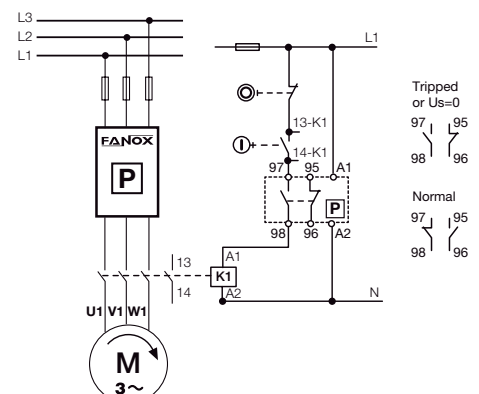 L3
L2
L1
FANOX
P
L1
13-K1
14-K1
97 95 A1
P
98 96 A2
A1
K1
A2
N
13
14
U1 V1 W1
M
3~
Tripped
or Us=0
97 95
98 96
Normal
97 95
98 96